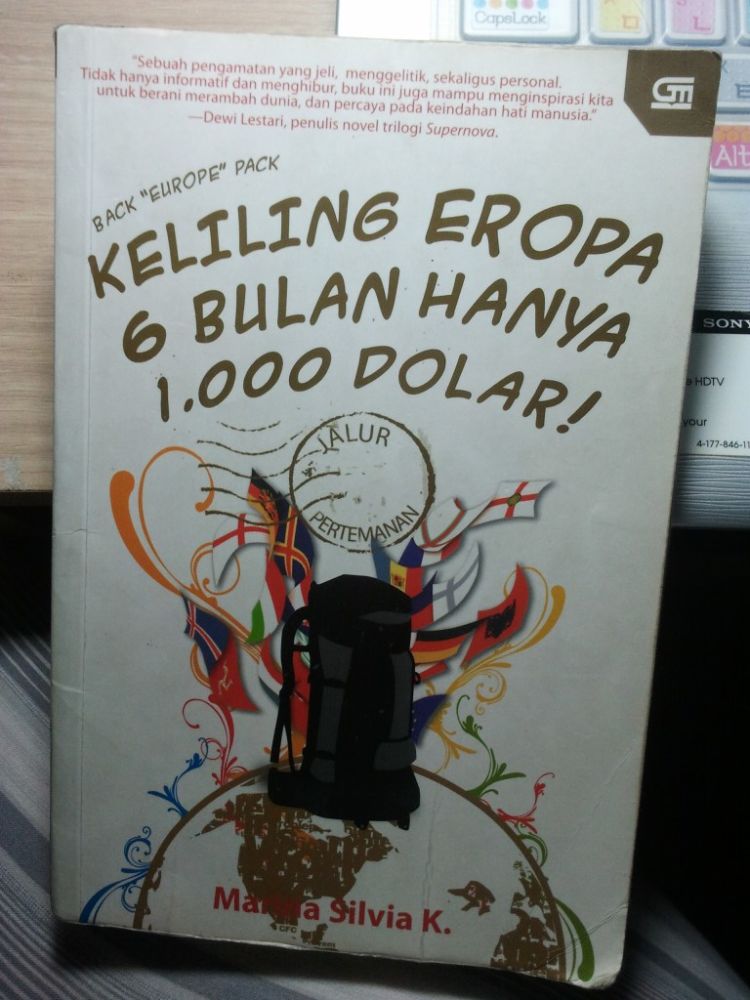 "Sebuah pengamatan yang jeli, menggelitik, sekaligus personal.
Tidak hanya informatif dan menghibur, buku ini juga mampu menginspirasi kita
untuk berani merambah dunia, dan percaya pada keindahan hati manusia."
—Dewi Lestari, penulis novel trilogi Supernova.
GM
BACK "EUROPE" PACK
KELILING EROPA
6 BULAN HANYA
1.000 DOLAR!
JALUR
PERTEMANAN
Silvia K.
CapsLock
Alt
SONY
HDTV
your
4-177-846-11